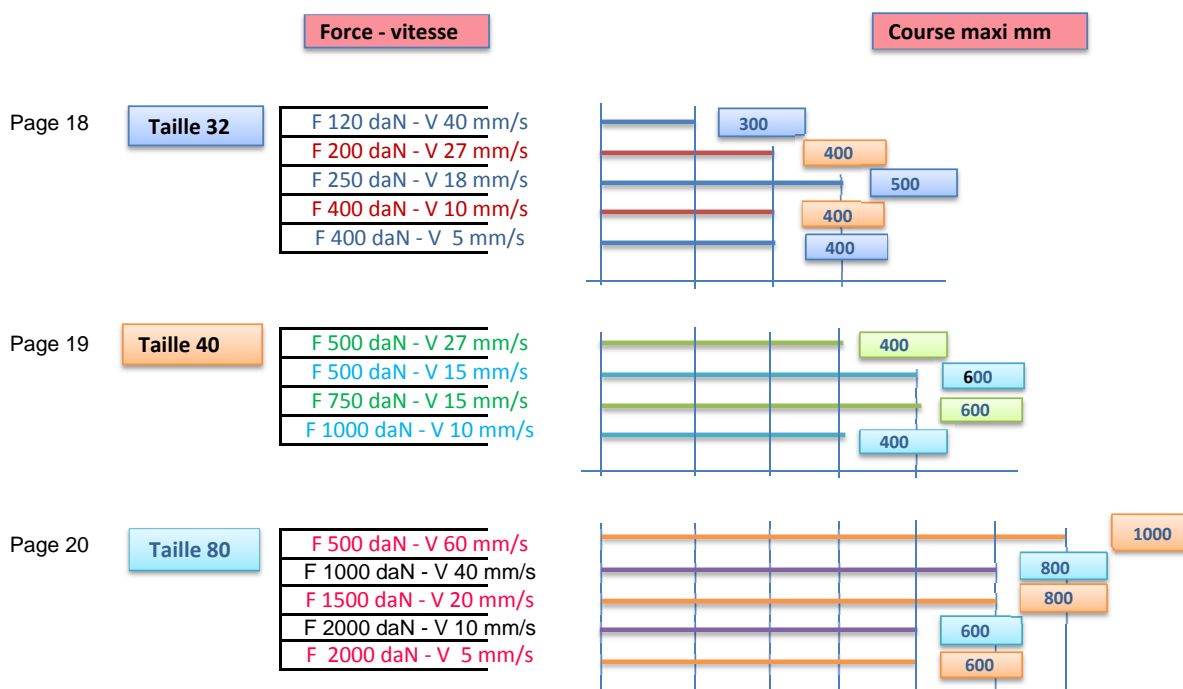 Force - vitesse Course maxi mm
Page 18 Taille 32 F 120 daN - V 40 mm/s 300
F 200 daN - V 27 mm/s 400
F 250 daN - V 18 mm/s 500
F 400 daN - V 10 mm/s 400
F 400 daN - V 5 mm/s 400
Page 19 Taille 40 F 500 daN - V 27 mm/s 400
F 500 daN - V 15 mm/s 600
F 750 daN - V 15 mm/s 600
F 1000 daN - V 10 mm/s 400
Page 20 Taille 80 F 500 daN - V 60 mm/s 1000
F 1000 daN - V 40 mm/s 800
F 1500 daN - V 20 mm/s 800
F 2000 daN - V 10 mm/s 600
F 2000 daN - V 5 mm/s 600